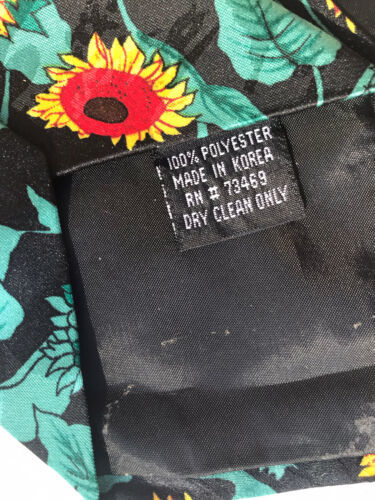 100% POLYESTER
MADE IN KOREA
RN # 73469
DRY CLEAN ONLY